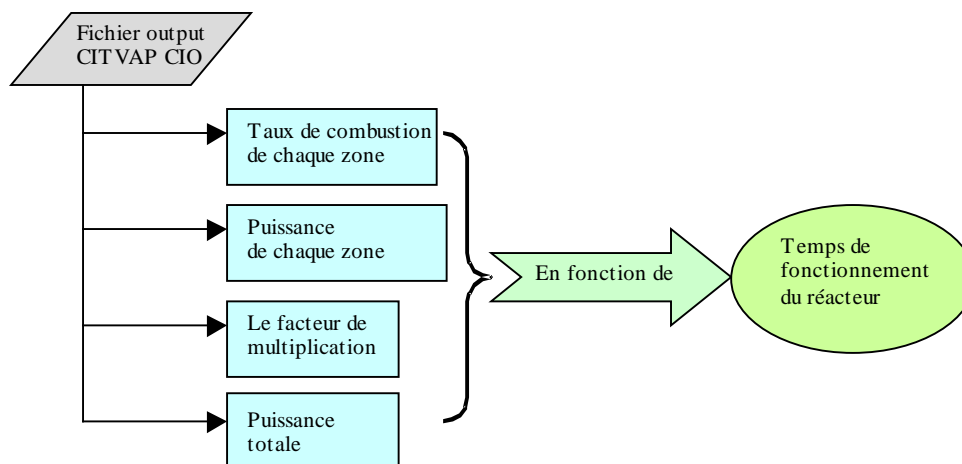 Fichier output
CITVAP CIO
Taux de combustion
de chaque zone
Puissance
de chaque zone
En fonction de
Temps de
fonctionnement
du réacteur
Le facteur de
multiplication
Puissance
totale